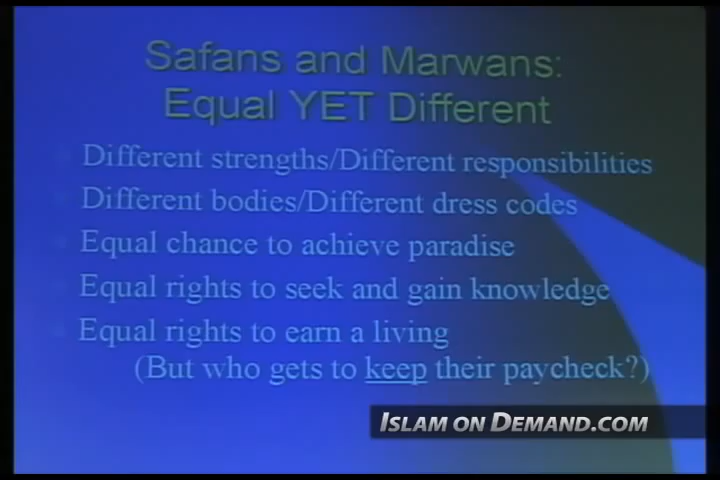 Safans and Marwans:
Equal YET Different
Different strengths/Different responsibilities
Different bodies/Different dress codes
Equal chance to achieve paradise
Equal rights to seek and gain knowledge
Equal rights to earn a living
(But who gets to keep their paycheck?)
ISLAM ON DEMAND.COM